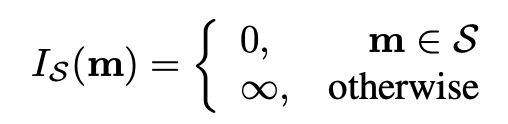 I_𝒮(𝐦) = { 0, 𝐦 ∈ 𝒮
∞, otherwise